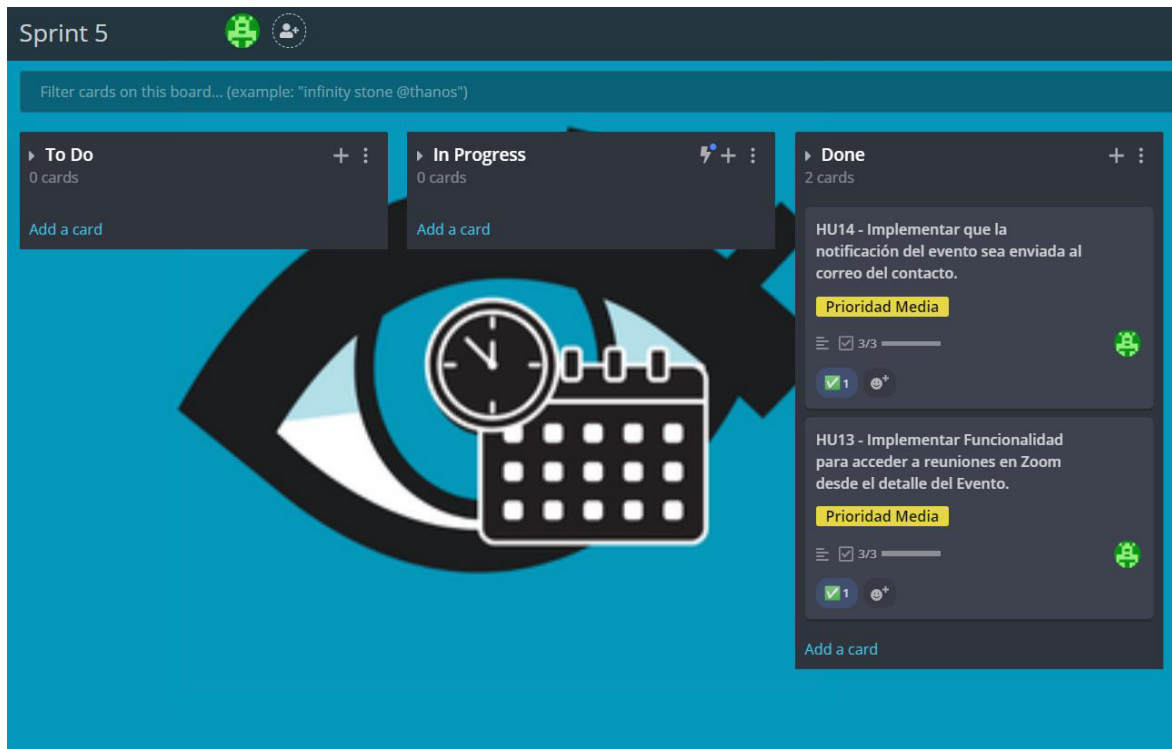 Sprint 5
Filter cards on this board... (example: "infinity stone @thanos")
To Do
0 cards
Add a card
In Progress
0 cards
Add a card
Done
2 cards
HU14 - Implementar que la
notificación del evento sea enviada al
correo del contacto.
Prioridad Media
3/3
1
HU13 - Implementar Funcionalidad
para acceder a reuniones en Zoom
desde el detalle del Evento.
Prioridad Media
3/3
1
Add a card